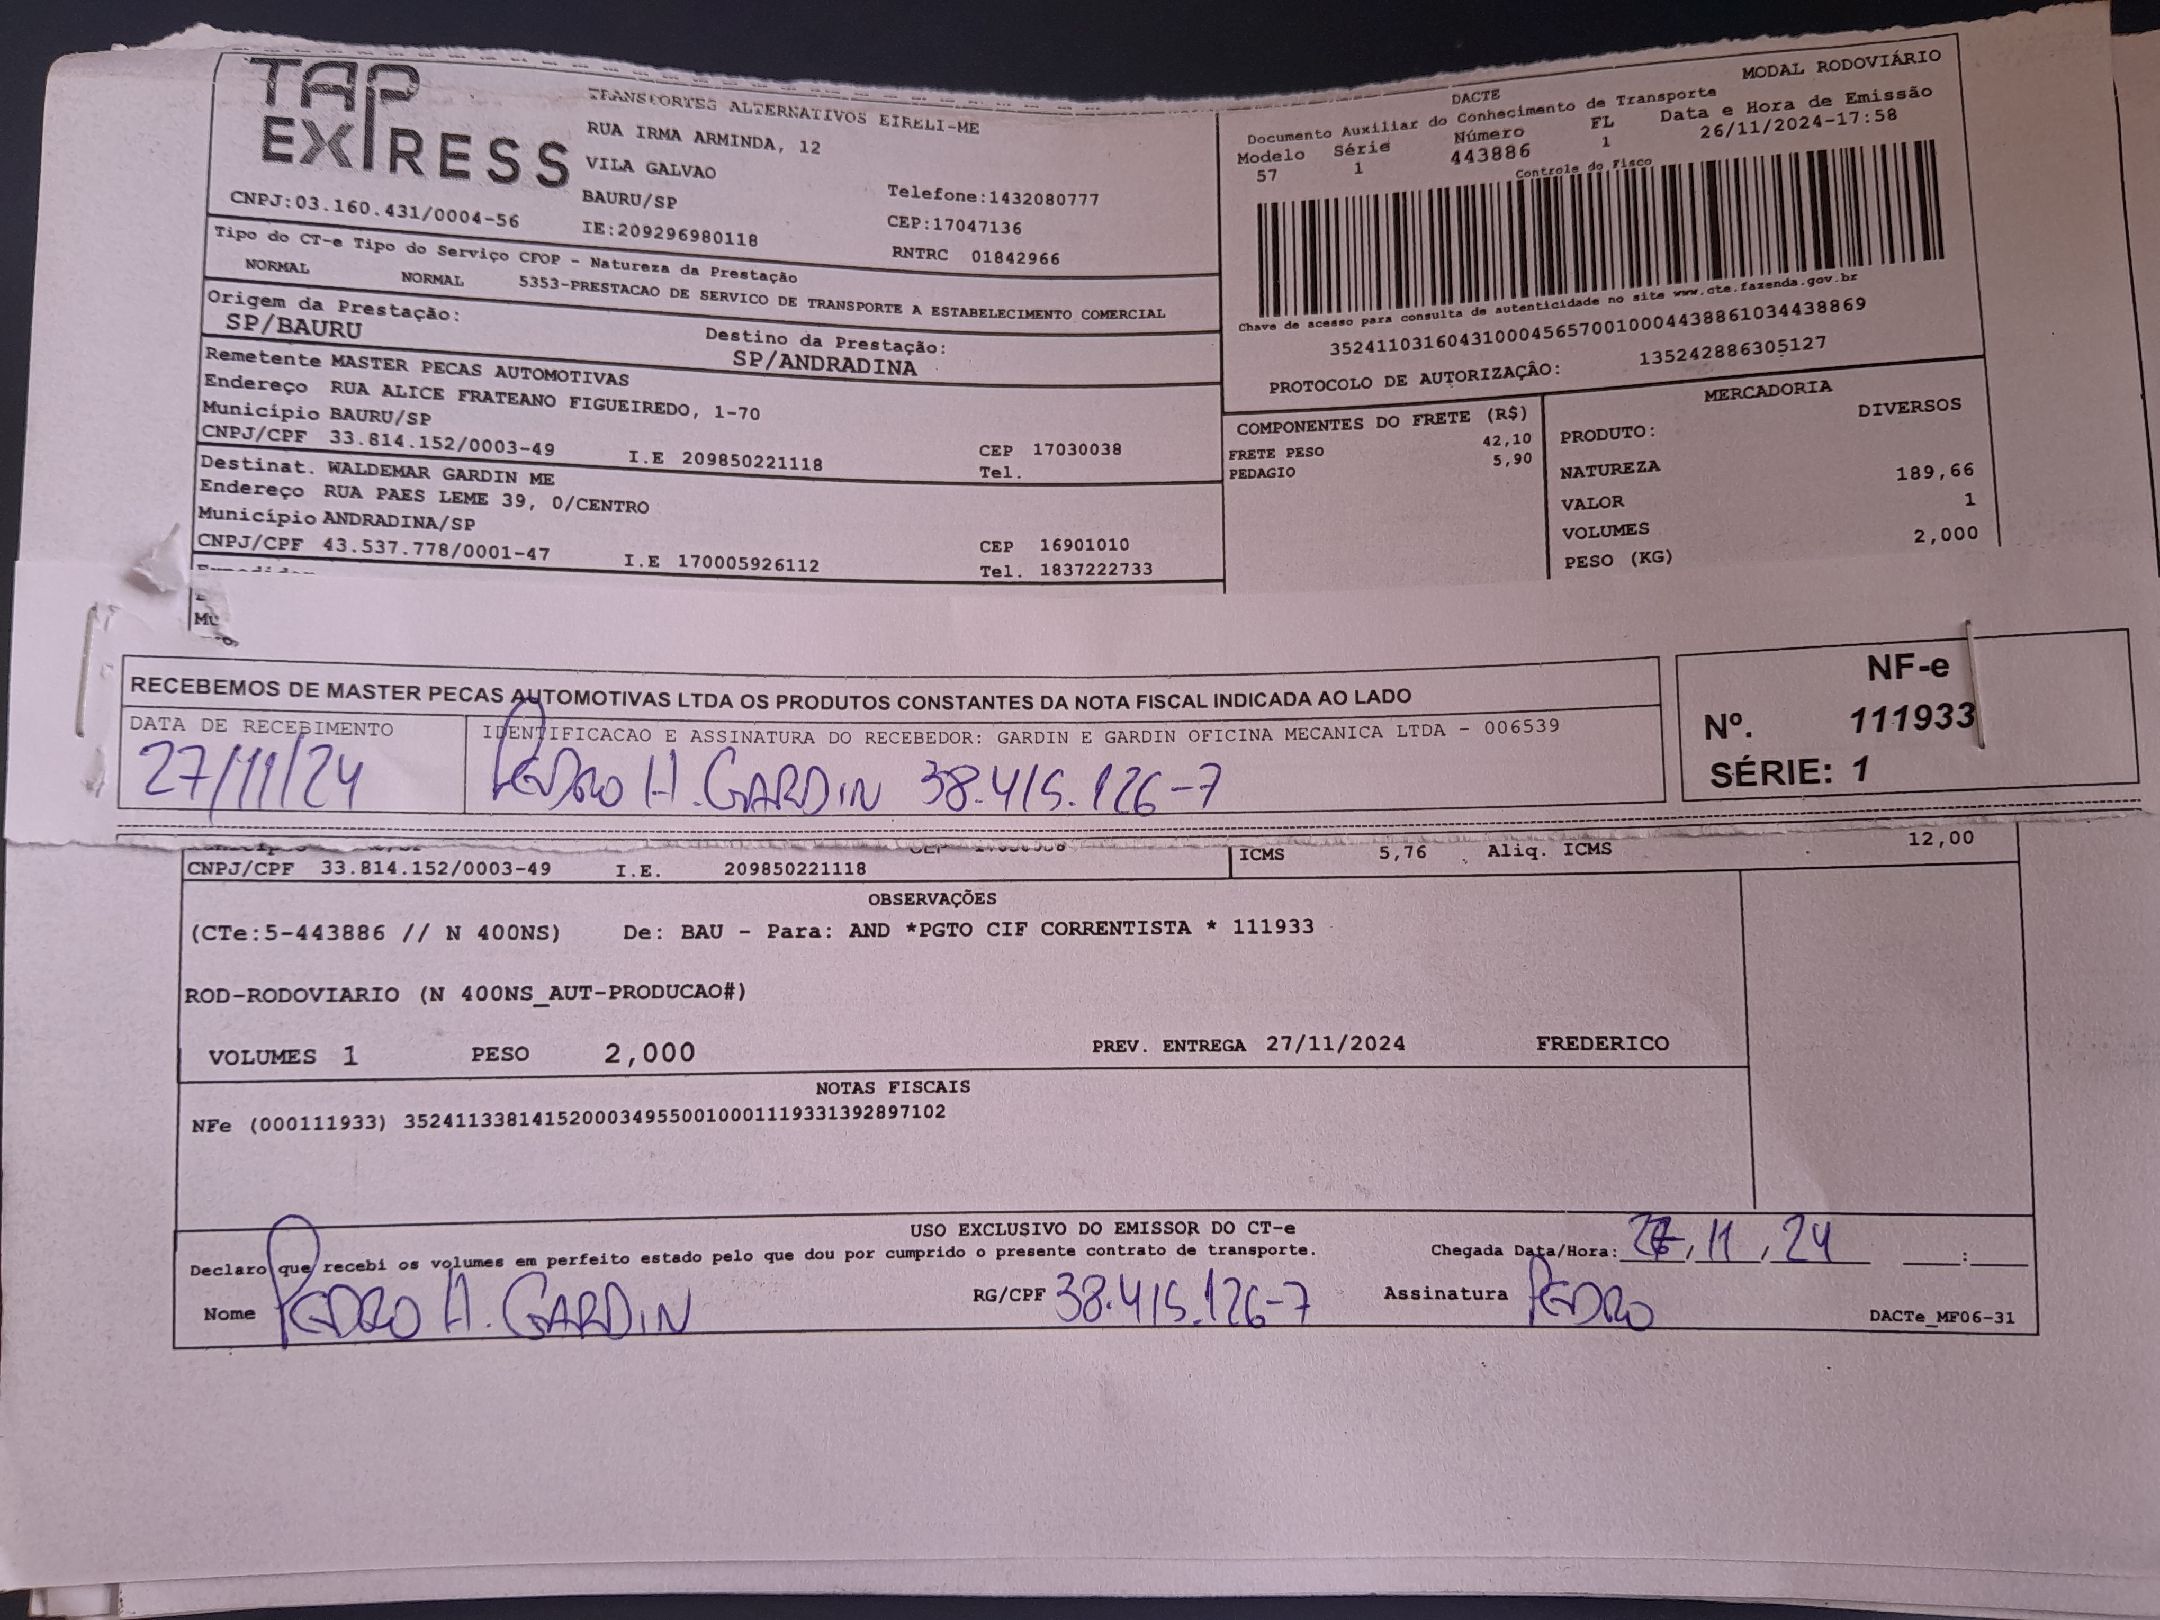 TAP EXPRESS
TRANSPORTES ALTERNATIVOS EIRELI-ME
RUA IRMA ARMINDA, 12
VILA GALVAO
BAURU/SP Telefone:1432080777
CNPJ:03.160.431/0004-56 IE:209296980118 CEP:17047136
RNTRC 01842966
MODAL RODOVIÁRIO
DACTE
Documento Auxiliar do Conhecimento de Transporte
Modelo Série Número FL Data e Hora de Emissão
57 1 443886 1 26/11/2024-17:58
Controle do Fisco
Chave de acesso para consulta de autenticidade no site www.cte.fazenda.gov.br
35241103160431000456570010004438861034438869
PROTOCOLO DE AUTORIZAÇÂO: 135242886305127
Tipo do CT-e Tipo do Serviço CFOP - Natureza da Prestação
NORMAL NORMAL 5353-PRESTACAO DE SERVICO DE TRANSPORTE A ESTABELECIMENTO COMERCIAL
Origem da Prestação: Destino da Prestação:
SP/BAURU SP/ANDRADINA
Remetente MASTER PECAS AUTOMOTIVAS
Endereço RUA ALICE FRATEANO FIGUEIREDO, 1-70
Município BAURU/SP CEP 17030038
CNPJ/CPF 33.814.152/0003-49 I.E 209850221118 Tel.
Destinat. WALDEMAR GARDIN ME
Endereço RUA PAES LEME 39, 0/CENTRO
Município ANDRADINA/SP CEP 16901010
CNPJ/CPF 43.537.778/0001-47 I.E 170005926112 Tel. 1837222733
COMPONENTES DO FRETE (R$)
FRETE PESO 42,10
PEDAGIO 5,90
MERCADORIA
PRODUTO: DIVERSOS
NATUREZA
VALOR 189,66
VOLUMES 1
PESO (KG) 2,000
RECEBEMOS DE MASTER PECAS AUTOMOTIVAS LTDA OS PRODUTOS CONSTANTES DA NOTA FISCAL INDICADA AO LADO
DATA DE RECEBIMENTO IDENTIFICACAO E ASSINATURA DO RECEBEDOR: GARDIN E GARDIN OFICINA MECANICA LTDA - 006539
27/11/24 PEDRO H. GARDIN 38.415.126-7
NF-e
Nº. 111933
SÉRIE: 1
CNPJ/CPF 33.814.152/0003-49 I.E. 209850221118
ICMS 5,76 Aliq. ICMS 12,00
OBSERVAÇÕES
(CTe:5-443886 // N 400NS) De: BAU - Para: AND *PGTO CIF CORRENTISTA * 111933
ROD-RODOVIARIO (N 400NS_AUT-PRODUCAO#)
VOLUMES 1 PESO 2,000 PREV. ENTREGA 27/11/2024 FREDERICO
NOTAS FISCAIS
NFe (000111933) 35241133814152000349550010001119331392897102
USO EXCLUSIVO DO EMISSOR DO CT-e
Declaro que recebi os volumes em perfeito estado pelo que dou por cumprido o presente contrato de transporte. Chegada Data/Hora: 27, 11, 24 :
Nome PEDRO H. GARDIN RG/CPF 38.415.126-7 Assinatura PEDRO
DACTe_MF06-31